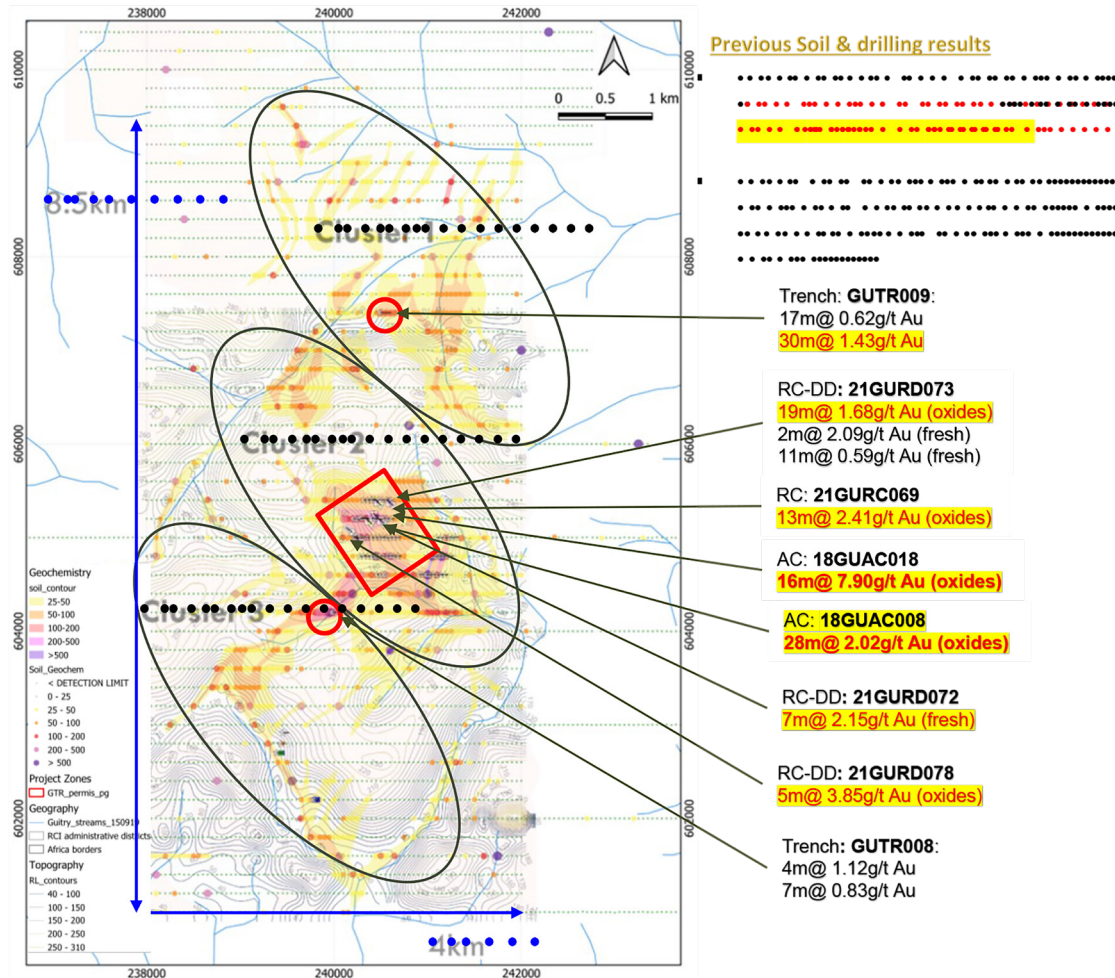 238000
240000
242000
Previous Soil & drilling results
610000
610000
0 0.5 1 km
8.5km
Cluster 1
608000
608000
Trench: GUTR009:
17m@ 0.62g/t Au
30m@ 1.43g/t Au
RC-DD: 21GURD073
19m@ 1.68g/t Au (oxides)
2m@ 2.09g/t Au (fresh)
11m@ 0.59g/t Au (fresh)
606000
606000
Cluster 2
RC: 21GURC069
13m@ 2.41g/t Au (oxides)
AC: 18GUAC018
16m@ 7.90g/t Au (oxides)
AC: 18GUAC008
28m@ 2.02g/t Au (oxides)
604000
604000
Cluster 3
RC-DD: 21GURD072
7m@ 2.15g/t Au (fresh)
RC-DD: 21GURD078
5m@ 3.85g/t Au (oxides)
Trench: GUTR008:
4m@ 1.12g/t Au
7m@ 0.83g/t Au
602000
602000
Geochemistry
soil_contour
25-50
50-100
100-200
200-500
>500
Soil_Geochem
< DETECTION LIMIT
0 - 25
25 - 50
50 - 100
100 - 200
200 - 500
> 500
Project Zones
GTR_permis_pg
Geography
Guitry_streams_150919
RCI administrative districts
Africa borders
Topography
RL_contours
40 - 100
100 - 150
150 - 200
200 - 250
250 - 310
4km
238000
240000
242000